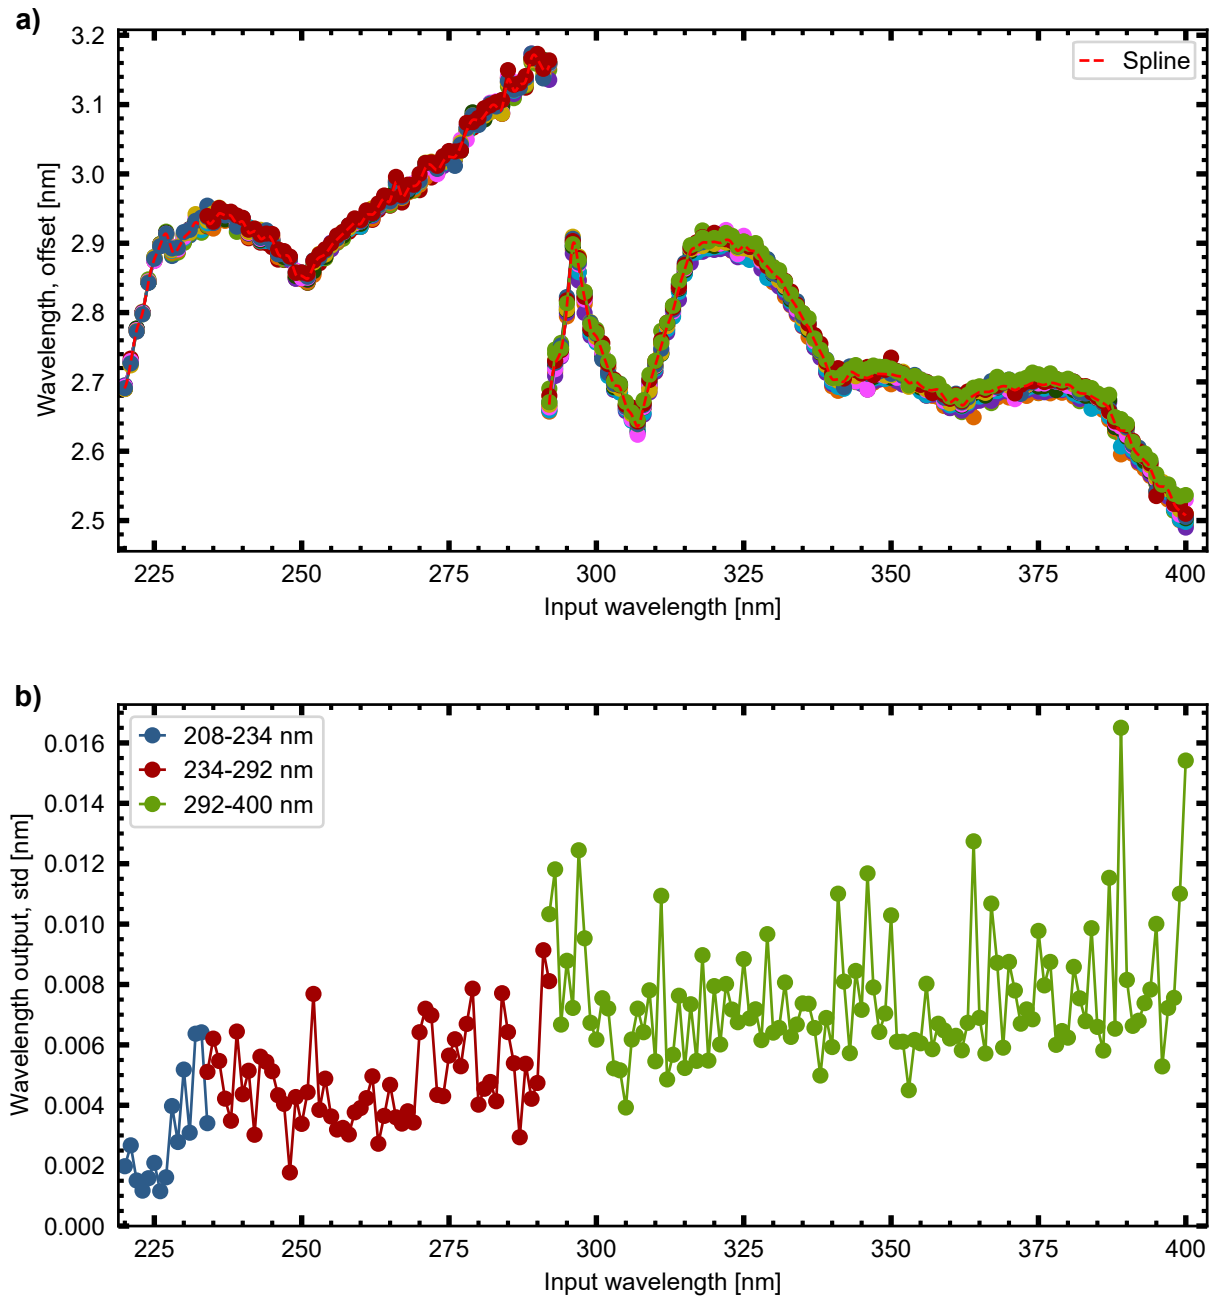 a)
3.2
3.1
3.0
2.9
2.8
2.7
2.6
2.5
Wavelength, offset [nm]
Spline
225 250 275 300 325 350 375 400
Input wavelength [nm]
b)
0.016
0.014
0.012
0.010
0.008
0.006
0.004
0.002
0.000
Wavelength output, std [nm]
208-234 nm
234-292 nm
292-400 nm
225 250 275 300 325 350 375 400
Input wavelength [nm]